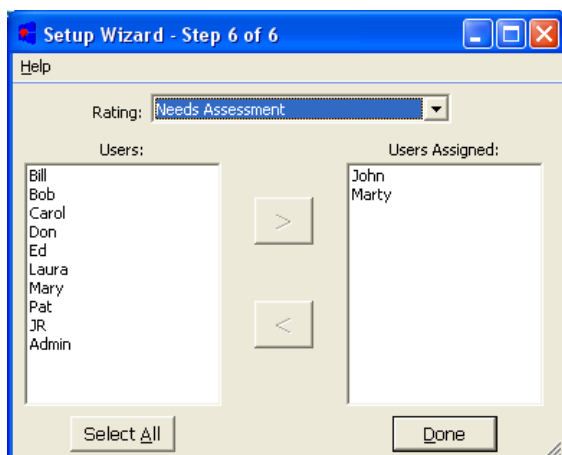 Setup Wizard - Step 6 of 6
Help
Rating: Needs Assessment
Users:
Users Assigned:
Bill
Bob
Carol
Don
Ed
Laura
Mary
Pat
JR
Admin
>
<
John
Marty
Select All
Done